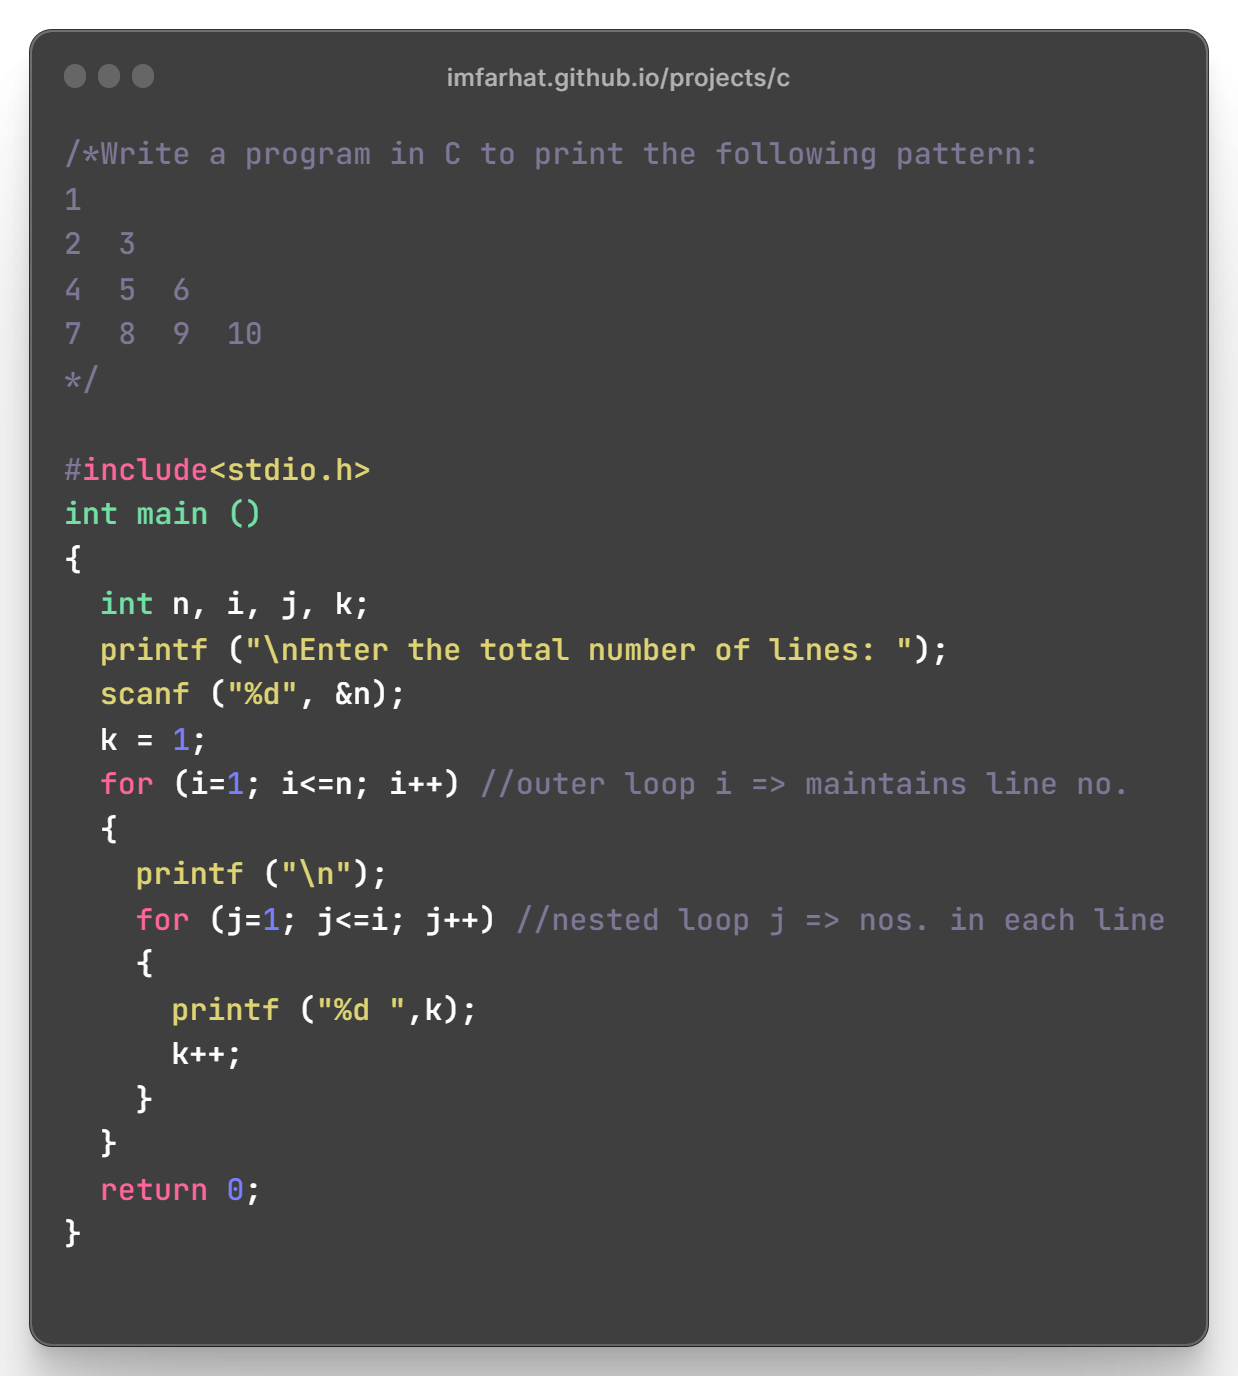 imfarhat.github.io/projects/c
/*Write a program in C to print the following pattern:
1
2  3
4  5  6
7  8  9  10
*/

#include<stdio.h>
int main ()
{
  int n, i, j, k;
  printf ("\nEnter the total number of lines: ");
  scanf ("%d", &n);
  k = 1;
  for (i=1; i<=n; i++) //outer loop i => maintains line no.
  {
    printf ("\n");
    for (j=1; j<=i; j++) //nested loop j => nos. in each line
    {
      printf ("%d ",k);
      k++;
    }
  }
  return 0;
}